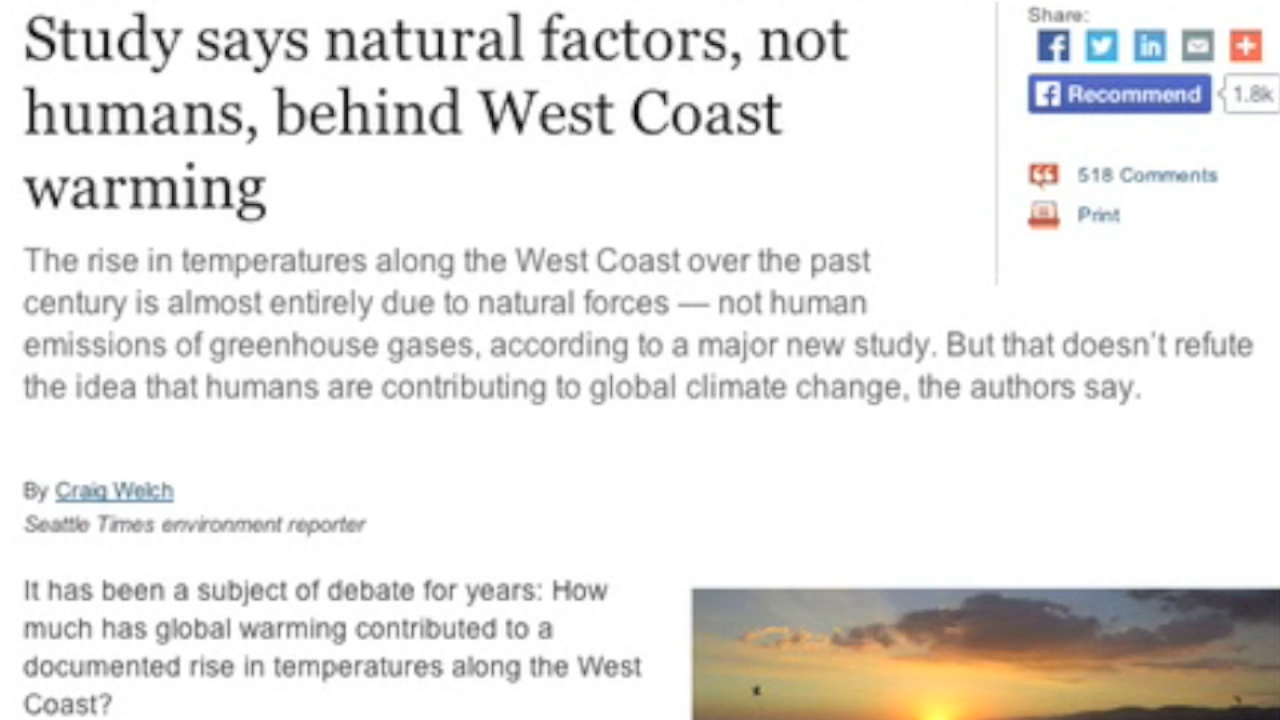 Study says natural factors, not
humans, behind West Coast
warming
The rise in temperatures along the West Coast over the past
century is almost entirely due to natural forces — not human
emissions of greenhouse gases, according to a major new study. But that doesn't refute
the idea that humans are contributing to global climate change, the authors say.
By Craig Welch
Seattle Times environment reporter
It has been a subject of debate for years: How
much has global warming contributed to a
documented rise in temperatures along the West
Coast?
Share:
Recommend 1.8k
518 Comments
Print